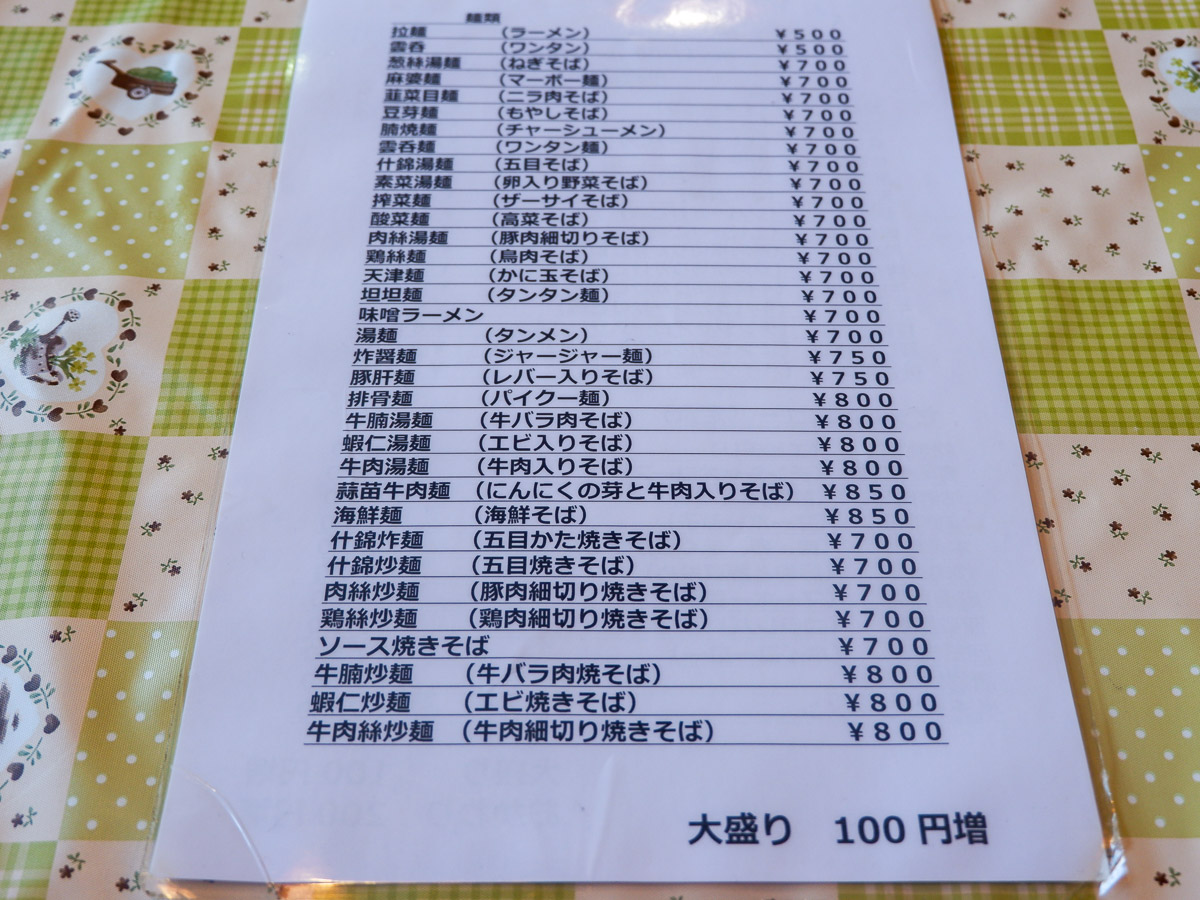 麺類
拉麺 （ラーメン） ￥５００
雲呑 （ワンタン） ￥５００
葱絲湯麺 （ねぎそば） ￥７００
麻婆麺 （マーボー麺） ￥７００
韮菜目麺 （ニラ肉そば） ￥７００
豆芽麺 （もやしそば） ￥７００
腩焼麺 （チャーシューメン） ￥７００
雲呑麺 （ワンタン麺） ￥７００
什錦湯麺 （五目そば） ￥７００
素菜湯麺 （卵入り野菜そば） ￥７００
搾菜麺 （ザーサイそば） ￥７００
酸菜麺 （高菜そば） ￥７００
肉絲湯麺 （豚肉細切りそば） ￥７００
鶏絲麺 （鳥肉そば） ￥７００
天津麺 （かに玉そば） ￥７００
坦坦麺 （タンタン麺） ￥７００
味噌ラーメン ￥７００
湯麺 （タンメン） ￥７００
炸醤麺 （ジャージャー麺） ￥７５０
豚肝麺 （レバー入りそば） ￥７５０
排骨麺 （パイクー麺） ￥８００
牛腩湯麺 （牛バラ肉そば） ￥８００
蝦仁湯麺 （エビ入りそば） ￥８００
牛肉湯麺 （牛肉入りそば） ￥８００
蒜苗牛肉麺 （にんにくの芽と牛肉入りそば） ￥８５０
海鮮麺 （海鮮そば） ￥８５０
什錦炸麺 （五目かた焼きそば） ￥７００
什錦炒麺 （五目焼きそば） ￥７００
肉絲炒麺 （豚肉細切り焼きそば） ￥７００
鶏絲炒麺 （鶏肉細切り焼きそば） ￥７００
ソース焼きそば ￥７００
牛腩炒麺 （牛バラ肉焼そば） ￥８００
蝦仁炒麺 （エビ焼きそば） ￥８００
牛肉絲炒麺 （牛肉細切り焼きそば） ￥８００
大盛り 100 円増